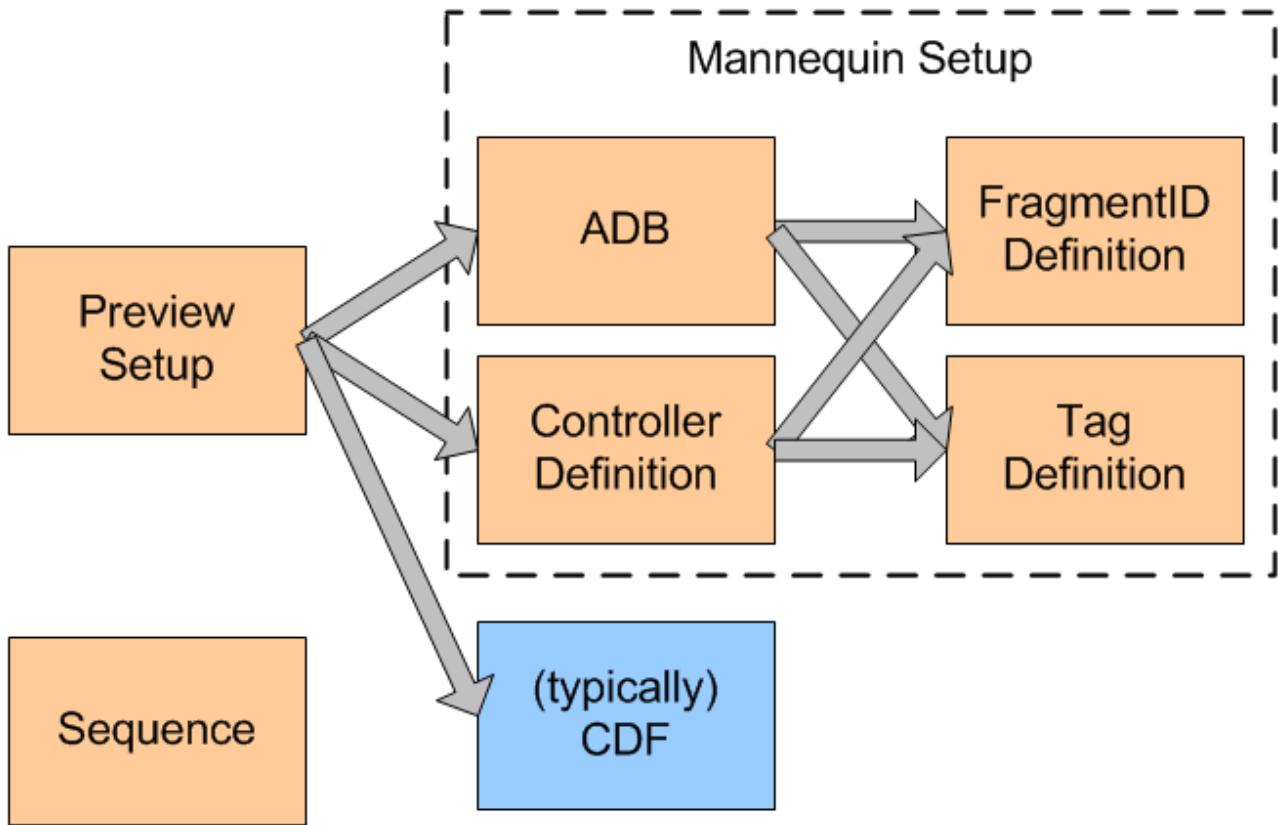 Mannequin Setup
ADB
FragmentID
Definition
Preview
Setup
Controller
Definition
Tag
Definition
Sequence
(typically)
CDF